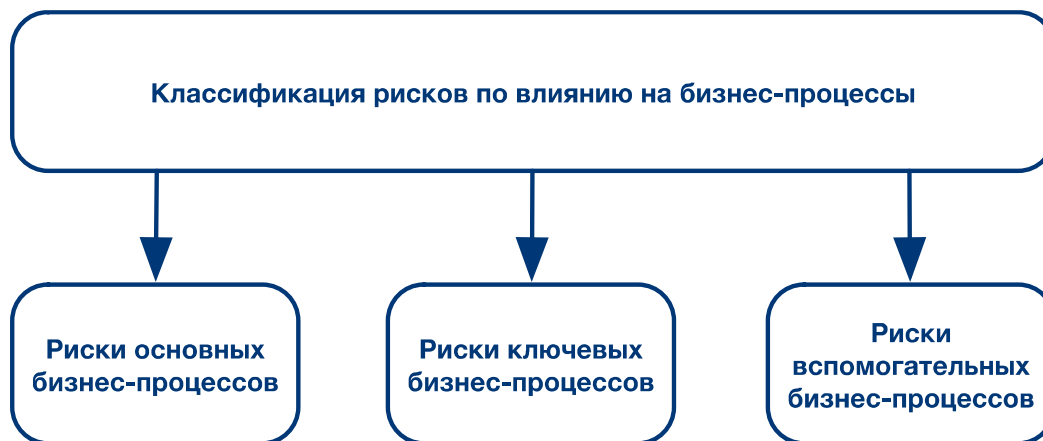 Классификация рисков по влиянию на бизнес-процессы
Риски основных
бизнес-процессов
Риски ключевых
бизнес-процессов
Риски
вспомогательных
бизнес-процессов